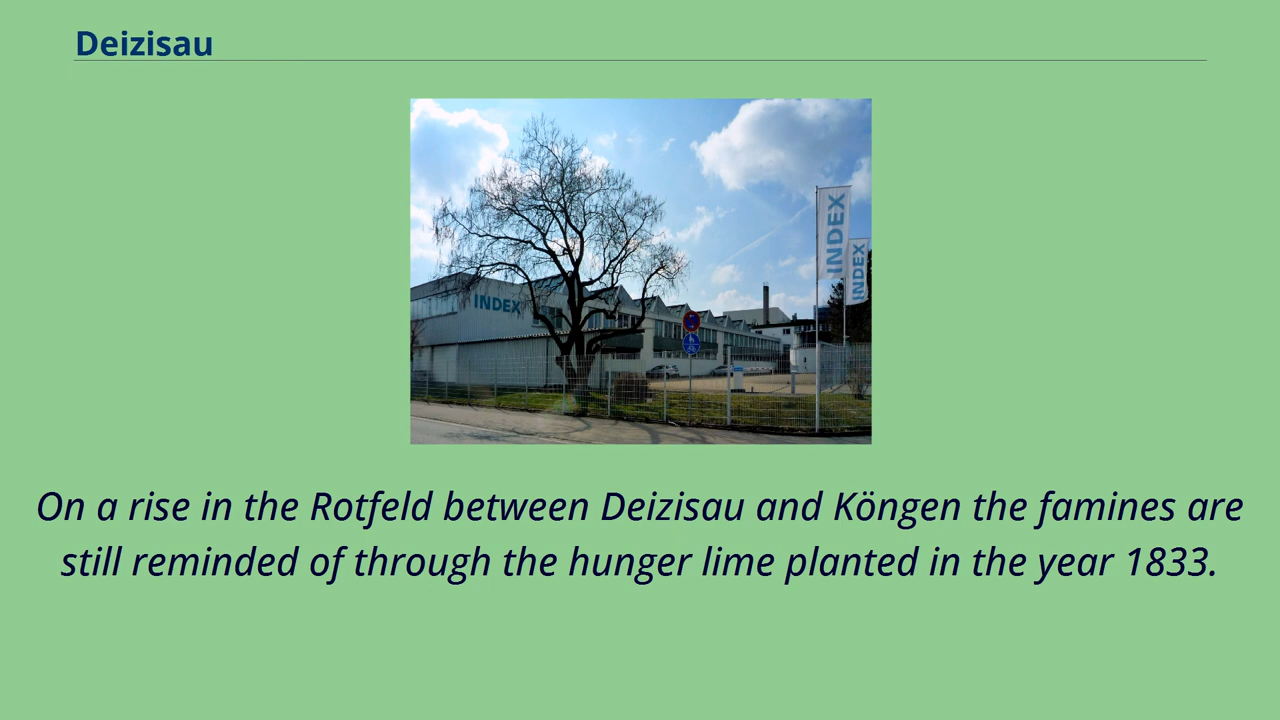 Deizisau
INDEX
INDEX
INDEX
On a rise in the Rotfeld between Deizisau and Köngen the famines are
still reminded of through the hunger lime planted in the year 1833.